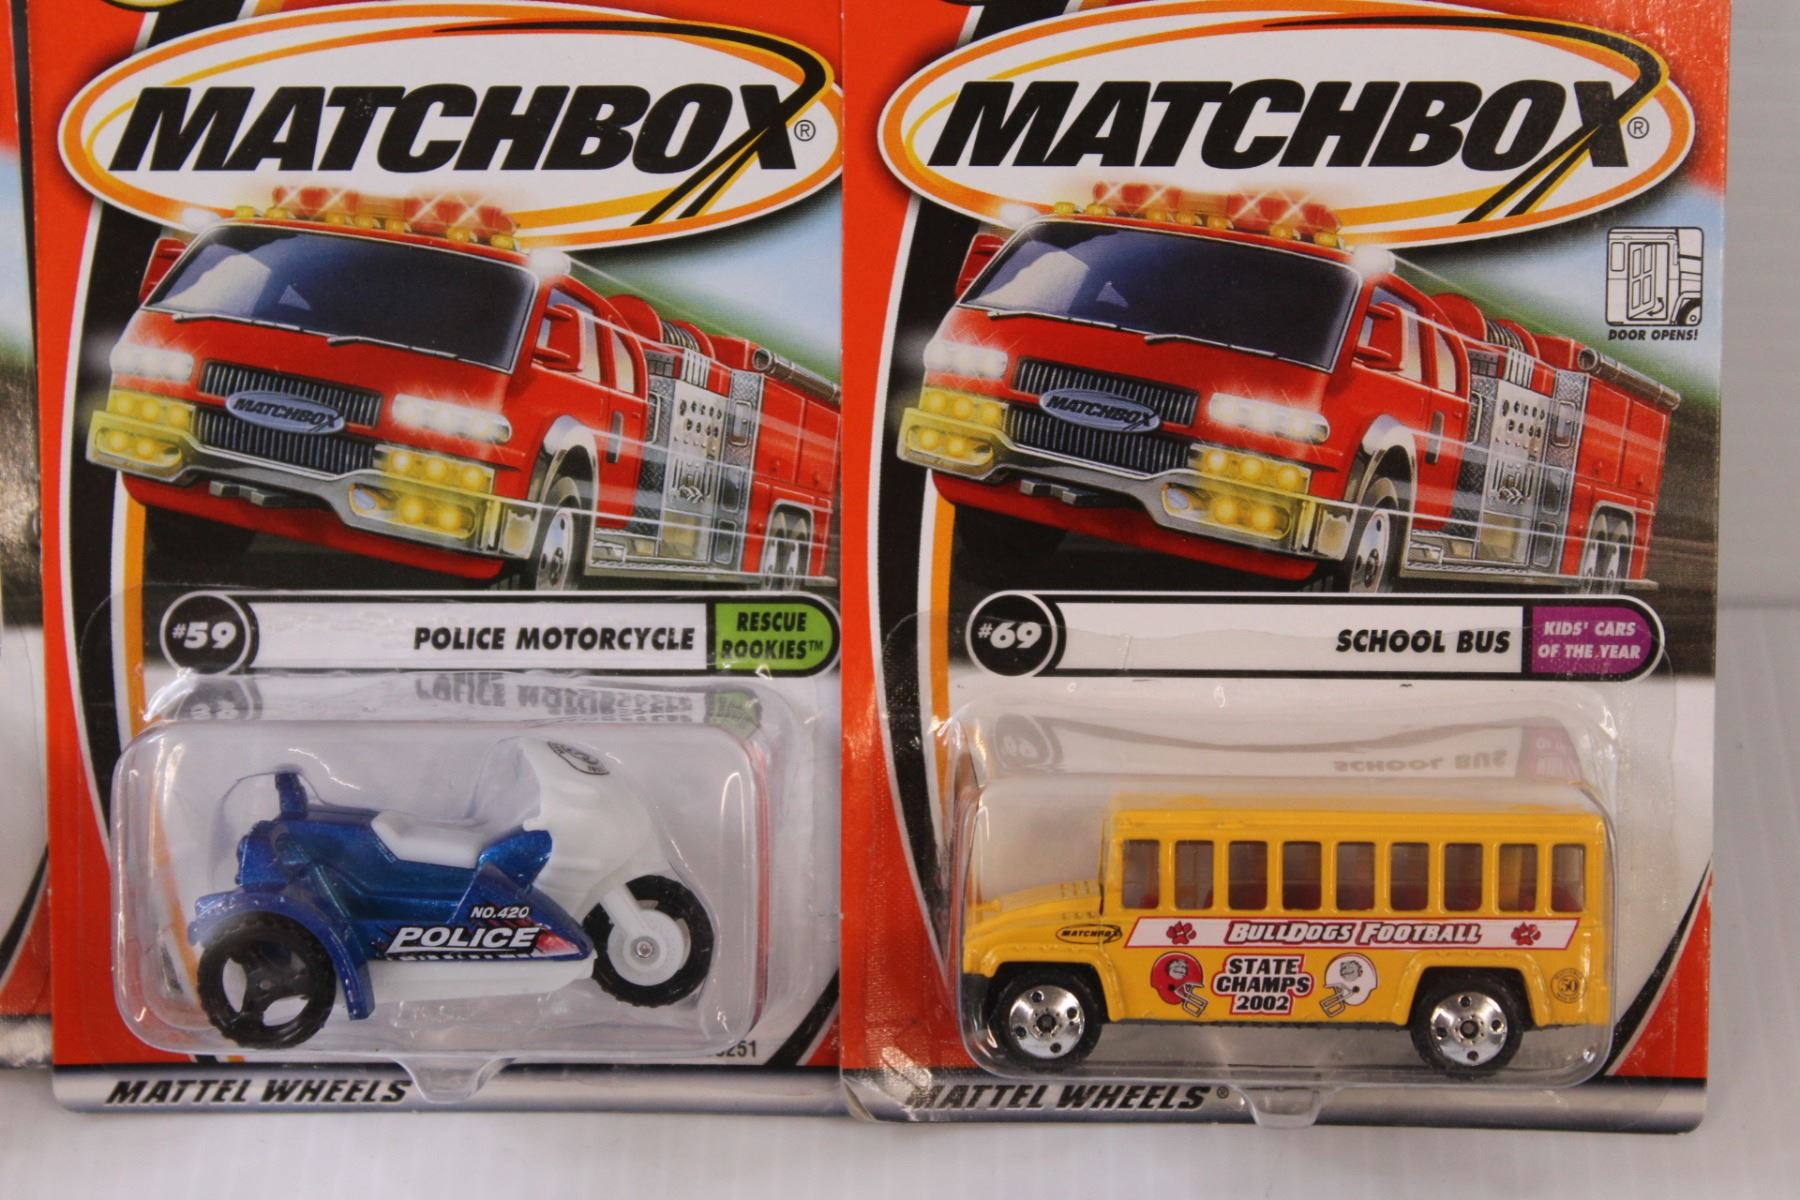 MATCHBOX®
MATCHBOX
#59
POLICE MOTORCYCLE
RESCUE
ROOKIES™
NO.420
POLICE
MATTEL WHEELS
MATCHBOX®
DOOR OPENS!
MATCHBOX
#69
SCHOOL BUS
KIDS' CARS
OF THE YEAR
MATCHBOX
BULLDOGS FOOTBALL
STATE
CHAMPS
2002
50
MATTEL WHEELS®